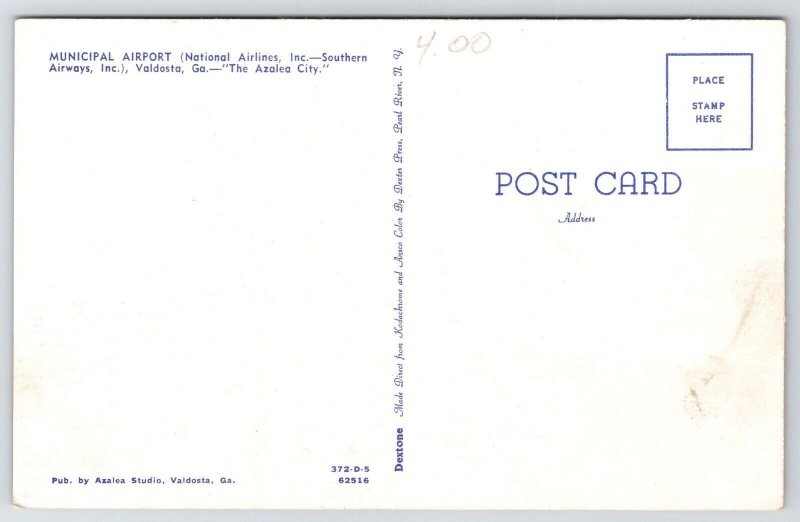 MUNICIPAL AIRPORT (National Airlines, Inc.—Southern
Airways, Inc.), Valdosta, Ga.—"The Azalea City."
4.00
PLACE
STAMP
HERE
POST CARD
Address
Dextone Made Direct from Kodachrome and Ansco Color By Dexter Press, Pearl River, N. Y.
372-D-5
62516
Pub. by Azalea Studio, Valdosta, Ga.